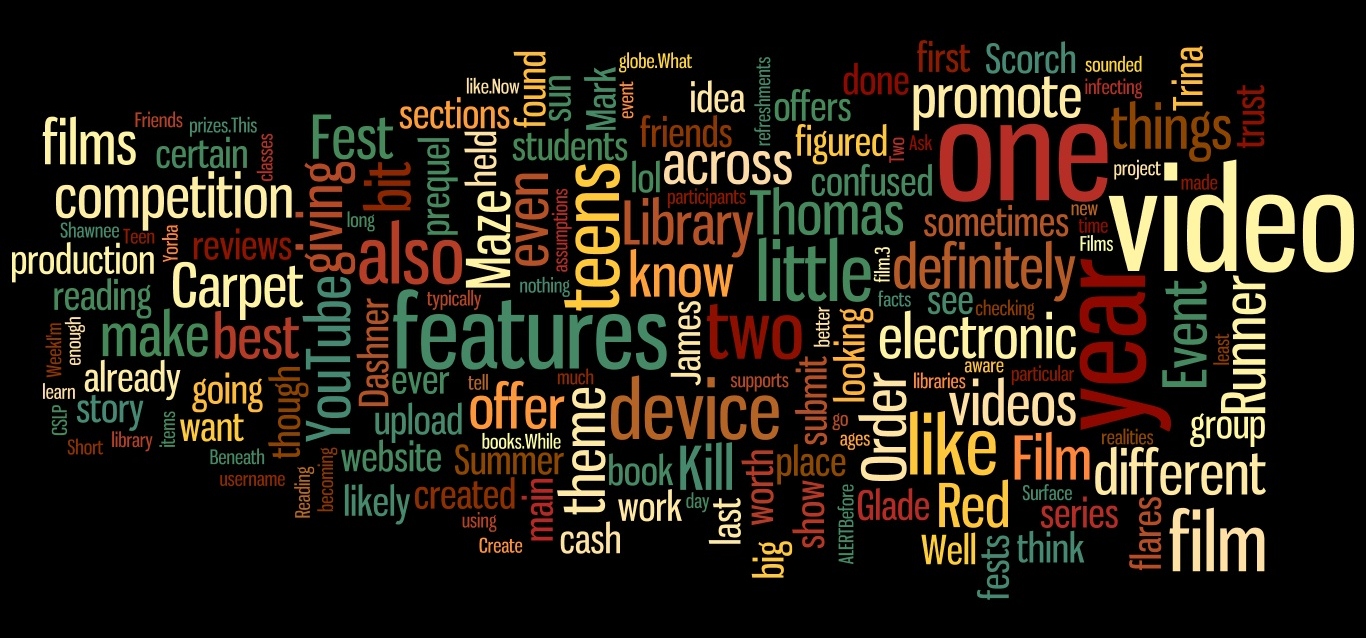 films
Friends
prizes.This
certain
classes
competition
Shawnee
Teen
Yorba
reviews
production
reading
Carpet
make
best
Week!'m
enough
already
learn
going
CSLP
story
items
want
though
Short
library
Beneath
username
Fest
giving
bit
long
also
YouTube
Dashner
typically
features
ever
tell
upload
offer
website
Summer
books.While
Reading
becoming
likely
created
using
Create
main
cash
theme
sections
like.Now
found
sun
Mark
globe.What
event
students
prequel
held
Maze
even
assumptions
nothing
teens
lol
friends
idea
refreshments
offers
across
participants
Library
know
Thomas
little
James
two
much
supports
device
book
Kill
work
day
last
worth
big
place
show
submit
better
looking
go
ages
ALERTBefore
done
first
Scorch
sounded
infecting
Trina
trust
promote
things
figured
Two
Ask
confused
one
project
made
video
sometimes
new
time
Films
film.3
definitely
facts
see
checking
electronic
aware
libraries
particular
videos
year
Event
least
Runner
group
Order
like
Film
realities
different
Glade
Red
Surface
series
Well
fests
think
flares
film